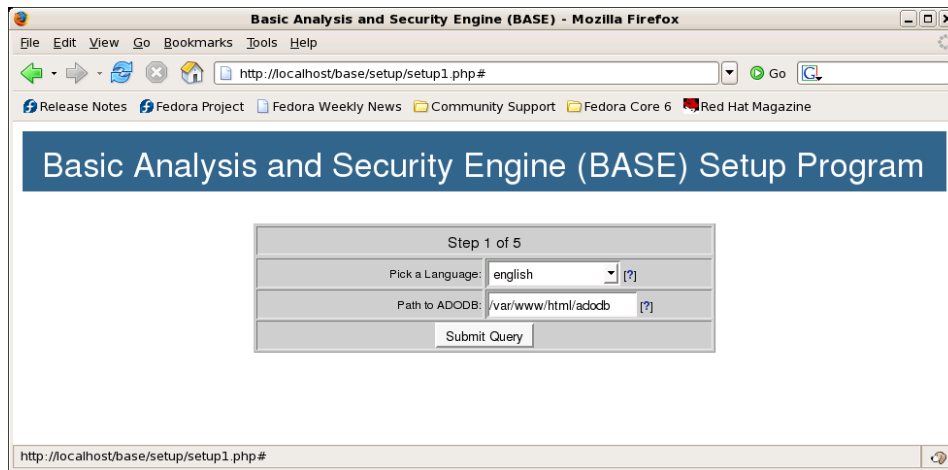 Basic Analysis and Security Engine (BASE) - Mozilla Firefox
File Edit View Go Bookmarks Tools Help
http://localhost/base/setup/setup1.php# Go G
Release Notes Fedora Project Fedora Weekly News Community Support Fedora Core 6 Red Hat Magazine
Basic Analysis and Security Engine (BASE) Setup Program
Step 1 of 5
Pick a Language: english [?]
Path to ADODB: /var/www/html/adodb [?]
Submit Query
http://localhost/base/setup/setup1.php#